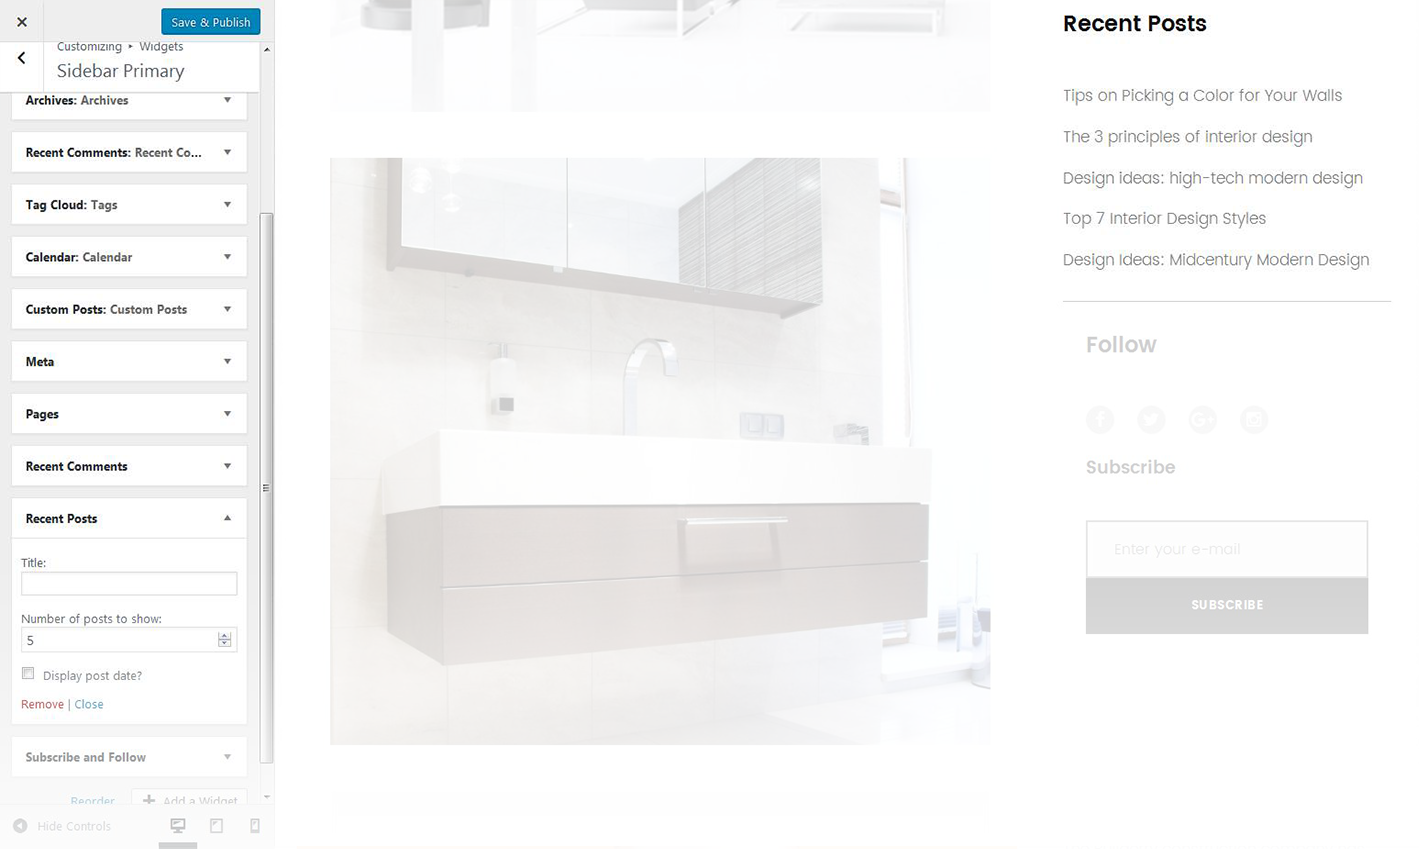 Save & Publish
Customizing ▸ Widgets
Sidebar Primary
Archives: Archives
Recent Comments: Recent Co...
Tag Cloud: Tags
Calendar: Calendar
Custom Posts: Custom Posts
Meta
Pages
Recent Comments
Recent Posts
Title:
Number of posts to show:
5
Display post date?
Remove | Close
Subscribe and Follow
Reorder
Add a Widget
Hide Controls
Recent Posts
Tips on Picking a Color for Your Walls
The 3 principles of interior design
Design ideas: high-tech modern design
Top 7 Interior Design Styles
Design Ideas: Midcentury Modern Design
Follow
Subscribe
Enter your e-mail
SUBSCRIBE